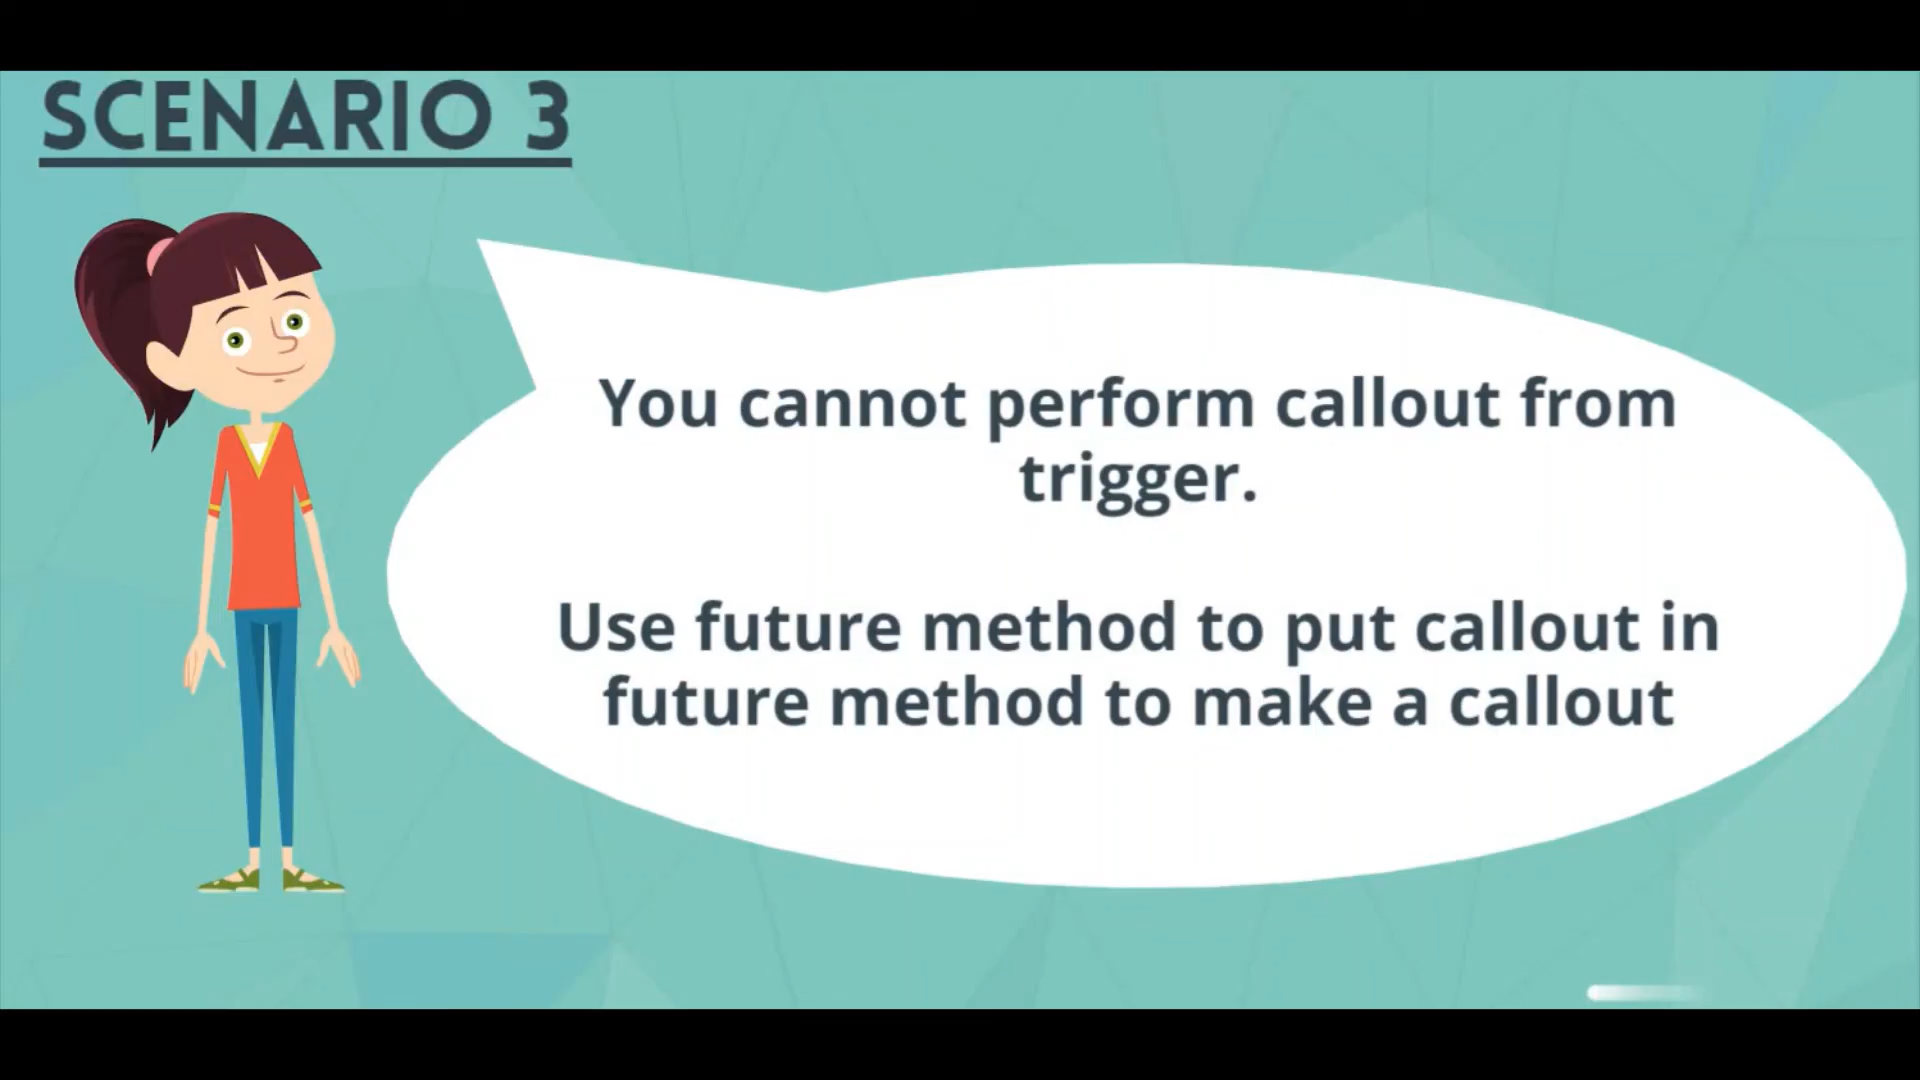 SCENARIO 3
You cannot perform callout from
trigger.
Use future method to put callout in
future method to make a callout